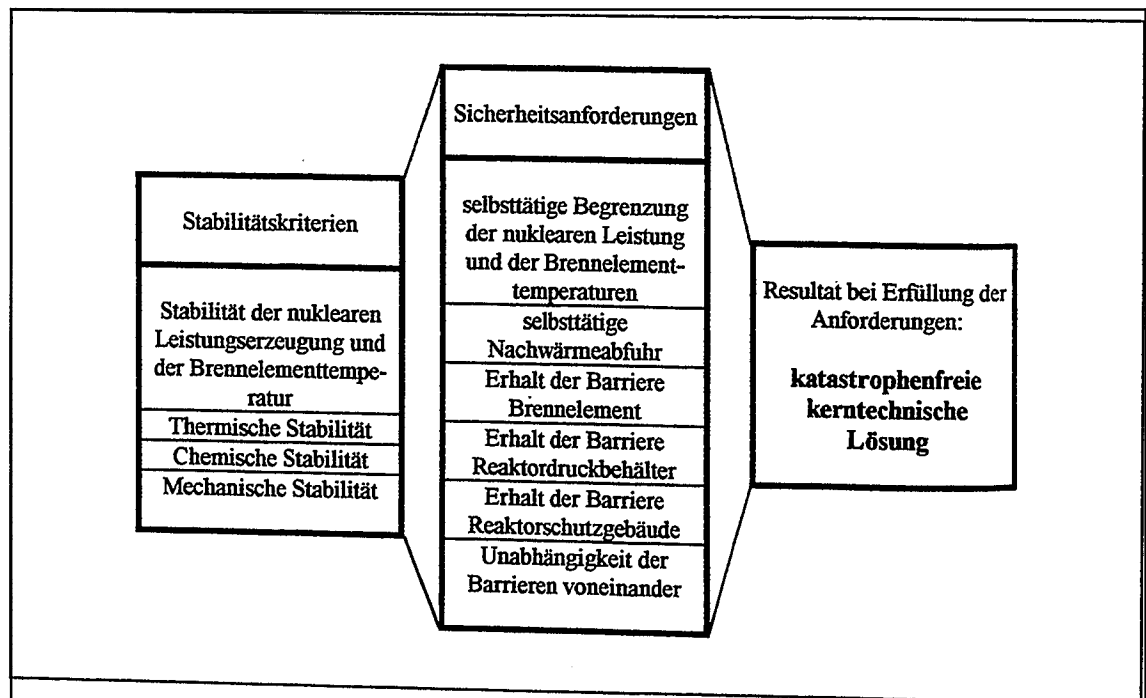 Stabilitätskriterien
Stabilität der nuklearen
Leistungserzeugung und
der Brennelementtempe-
ratur
Thermische Stabilität
Chemische Stabilität
Mechanische Stabilität
Sicherheitsanforderungen
selbsttätige Begrenzung
der nuklearen Leistung
und der Brennelement-
temperaturen
selbsttätige
Nachwärmeabfuhr
Erhalt der Barriere
Brennelement
Erhalt der Barriere
Reaktordruckbehälter
Erhalt der Barriere
Reaktorschutzgebäude
Unabhängigkeit der
Barrieren voneinander
Resultat bei Erfüllung der
Anforderungen:
katastrophenfreie
kerntechnische
Lösung